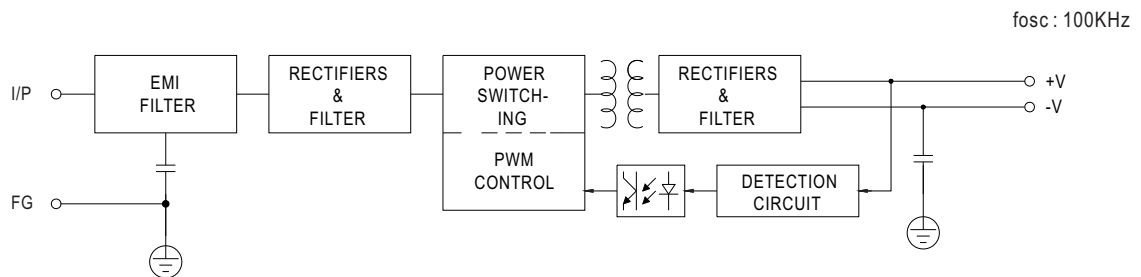 fosc : 100KHz
I/P
EMI
FILTER
RECTIFIERS
&
FILTER
POWER
SWITCH-
ING
PWM
CONTROL
RECTIFIERS
&
FILTER
+V
-V
DETECTION
CIRCUIT
FG